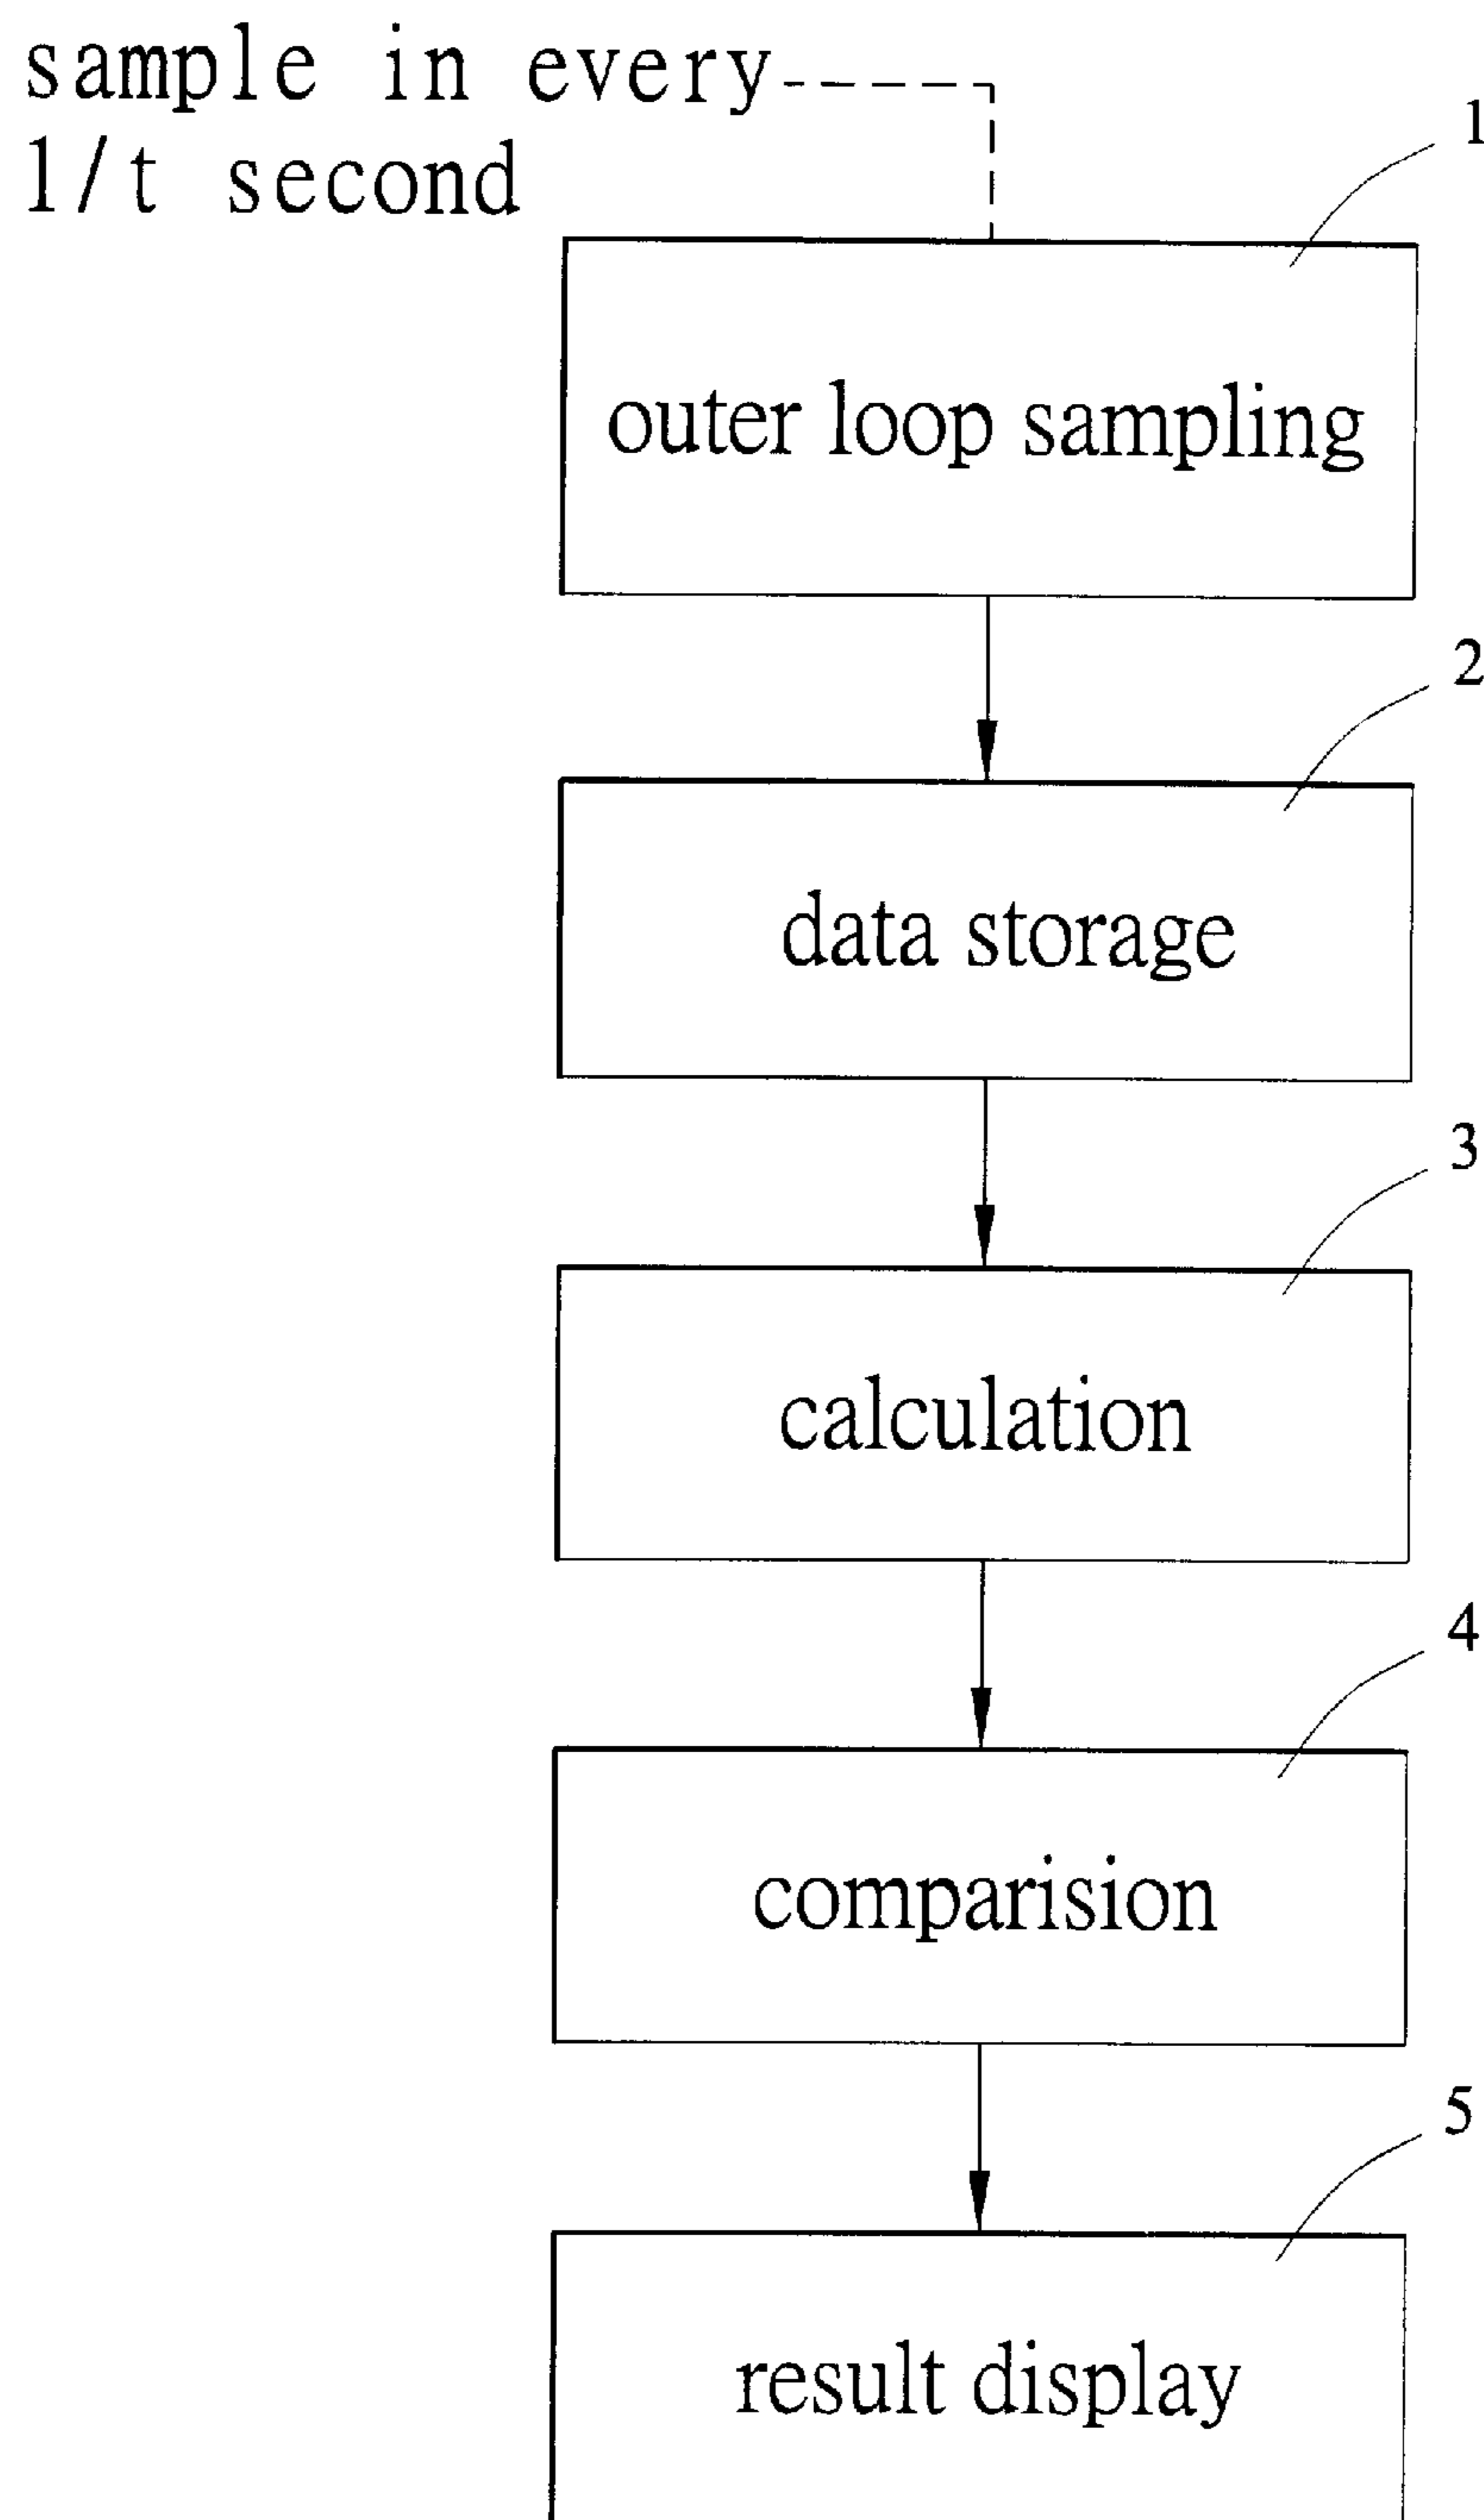 sample in every
1/t second
1
outer loop sampling
2
data storage
3
calculation
4
comparision
5
result display